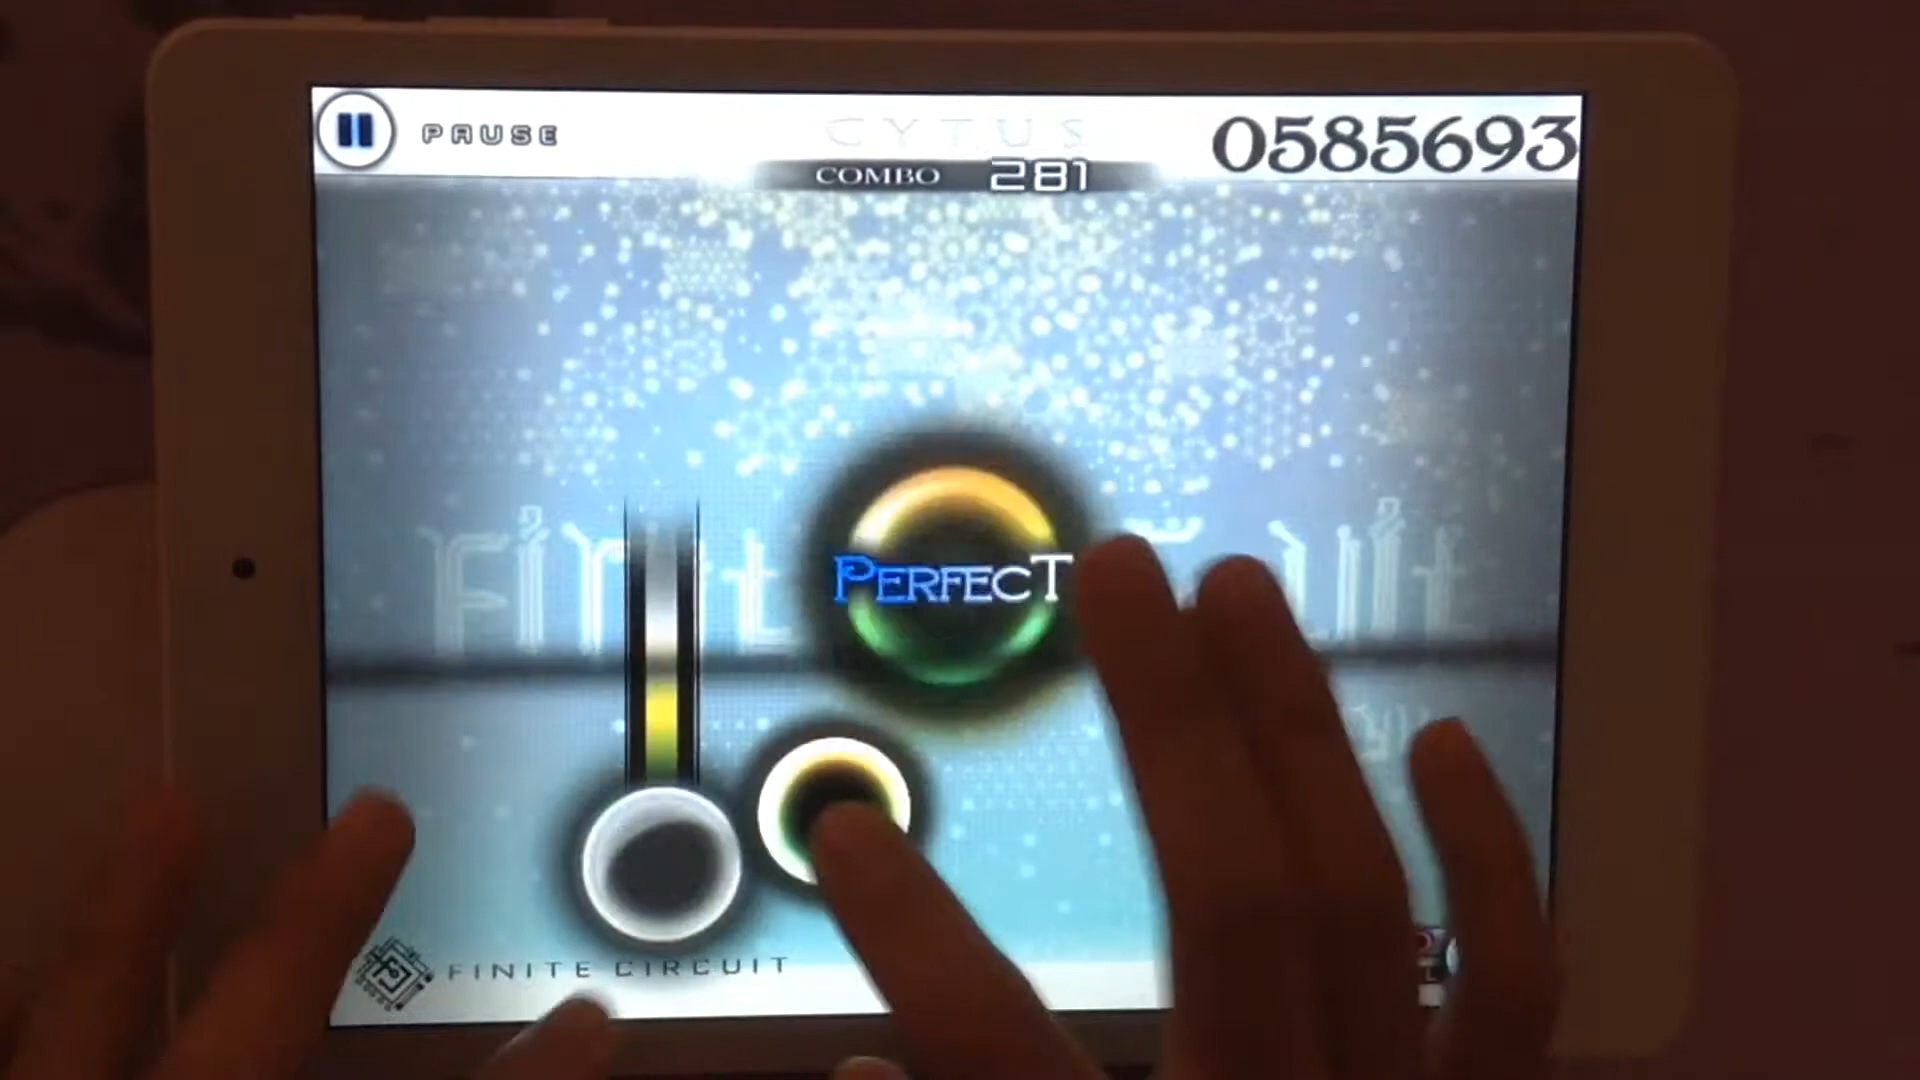 PAUSE
CYTUS
0585693
COMBO 281
PERFECT
FINITE CIRCUIT